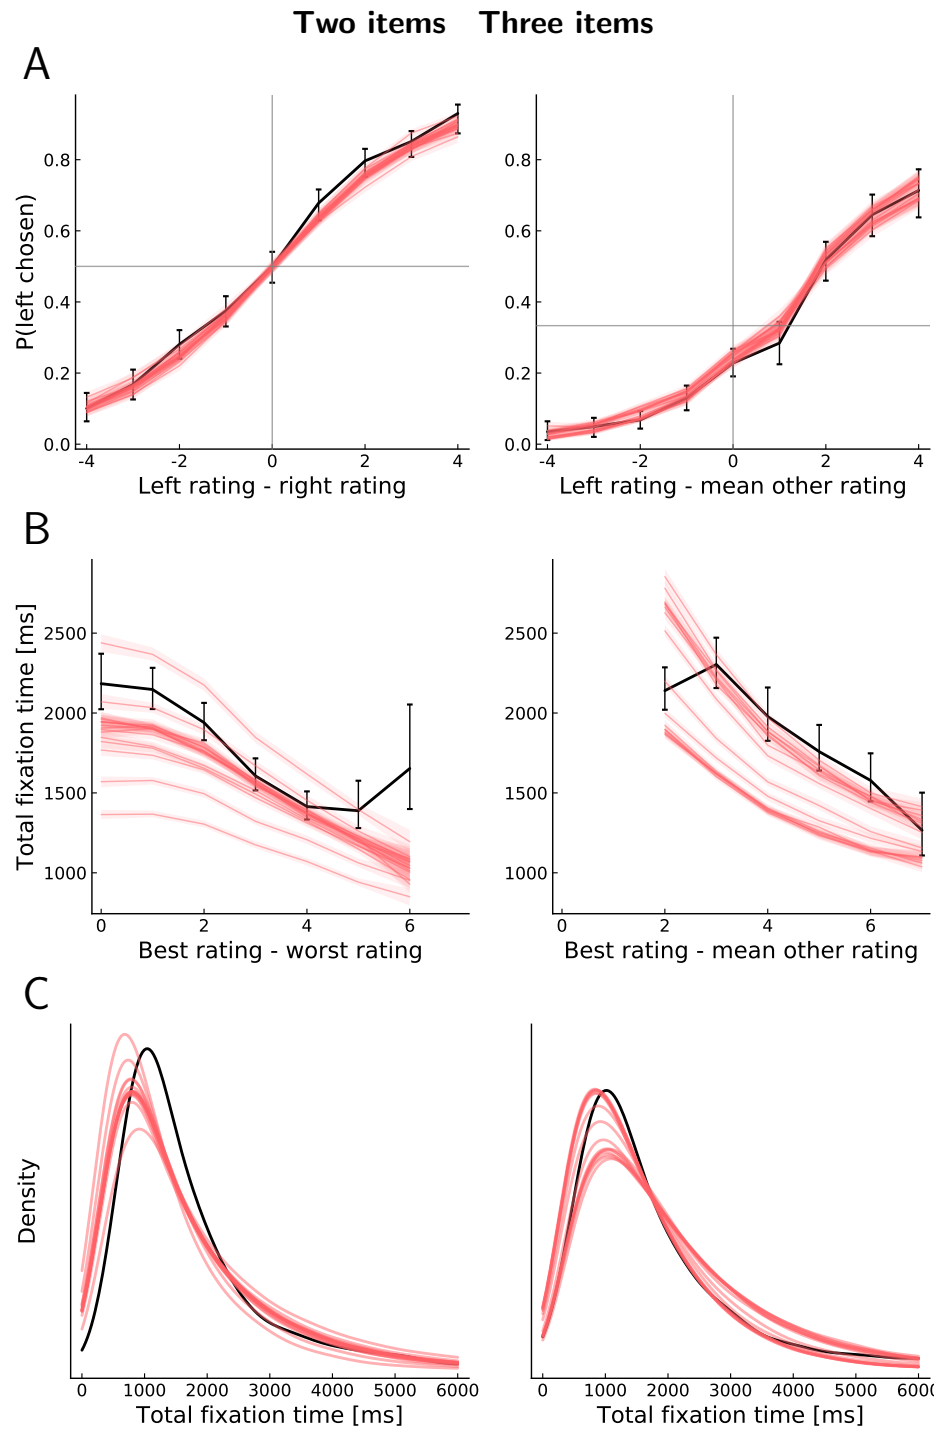 Two items Three items
A
P(left chosen)
0.8
0.6
0.4
0.2
0.0
-4 -2 0 2 4
Left rating - right rating
0.8
0.6
0.4
0.2
0.0
-4 -2 0 2 4
Left rating - mean other rating
B
Total fixation time [ms]
2500
2000
1500
1000
0 2 4 6
Best rating - worst rating
2500
2000
1500
1000
0 2 4 6
Best rating - mean other rating
C
Density
0 1000 2000 3000 4000 5000 6000
Total fixation time [ms]
0 1000 2000 3000 4000 5000 600
Total fixation time [ms]